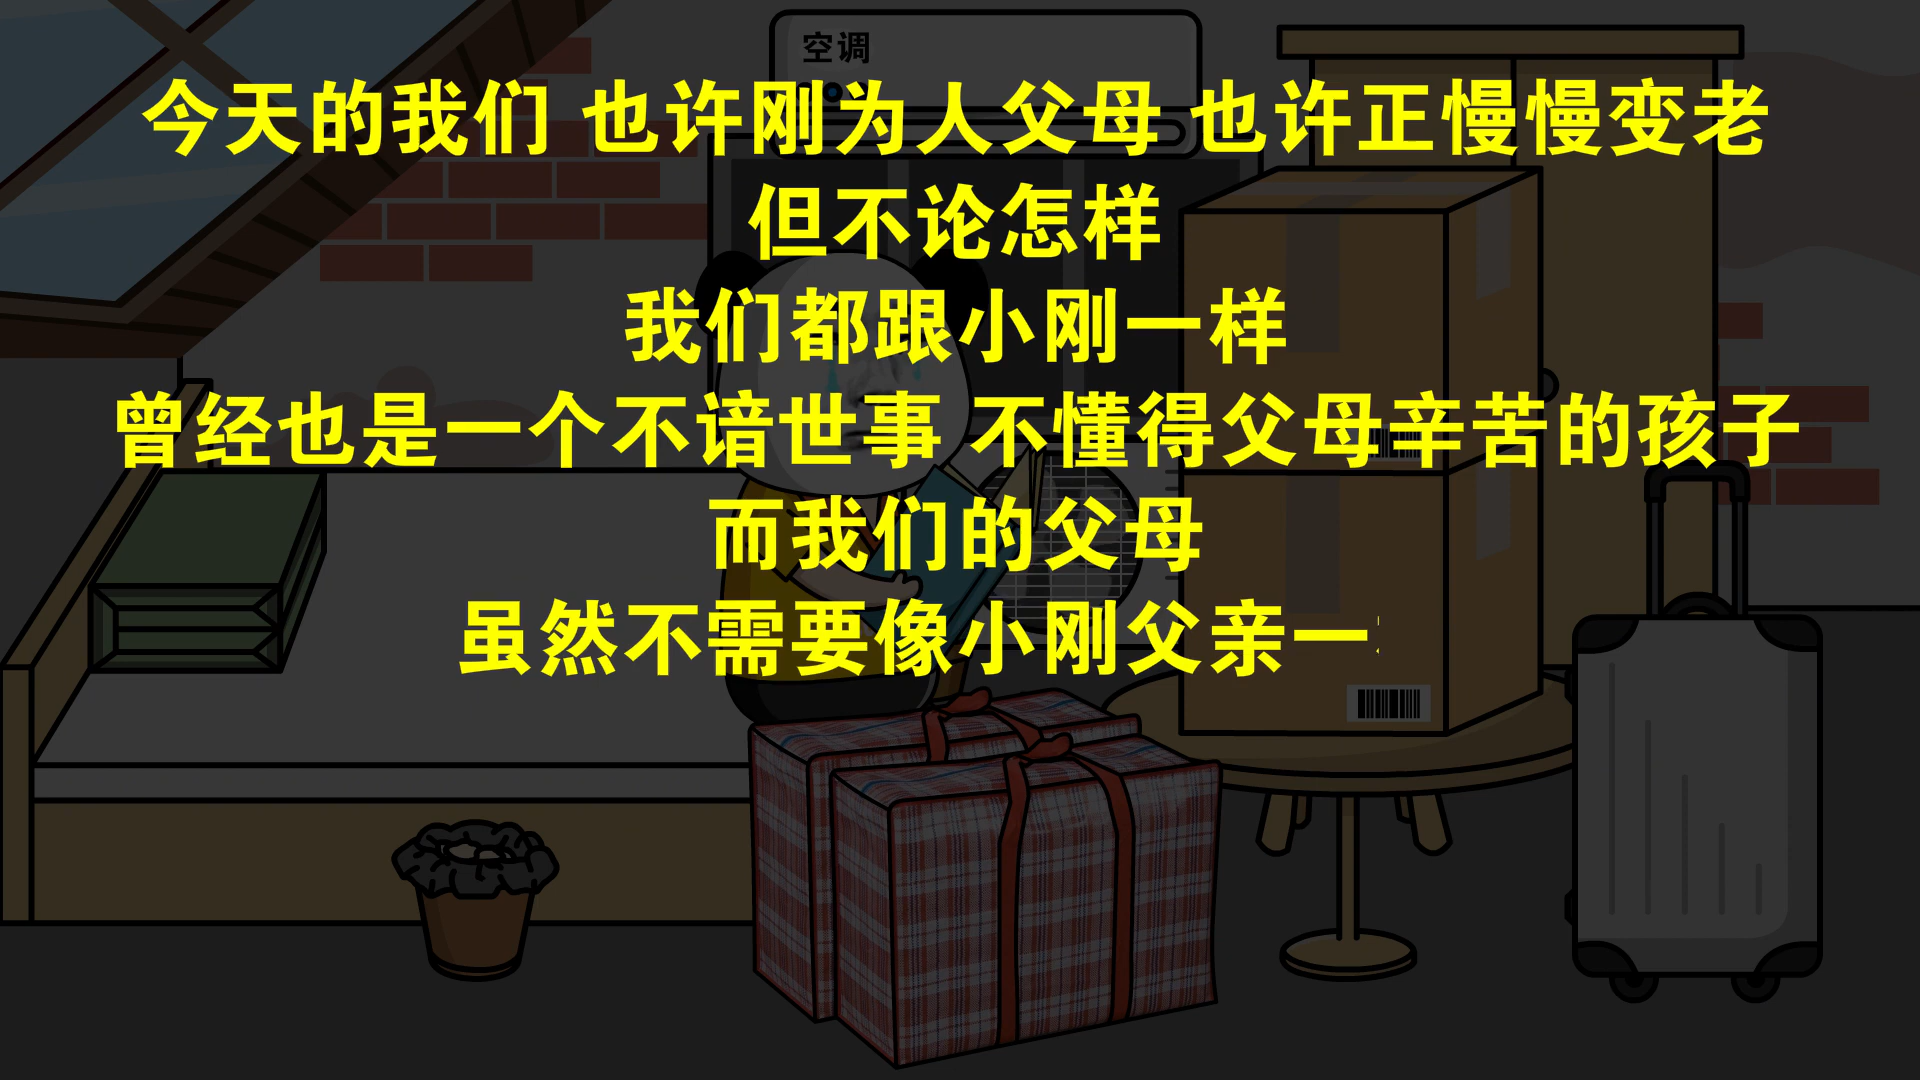 空调
今天的我们 也许刚为人父母 也许正慢慢变老
但不论怎样
我们都跟小刚一样
曾经也是一个不谙世事 不懂得父母辛苦的孩子
而我们的父母
虽然不需要像小刚父亲一